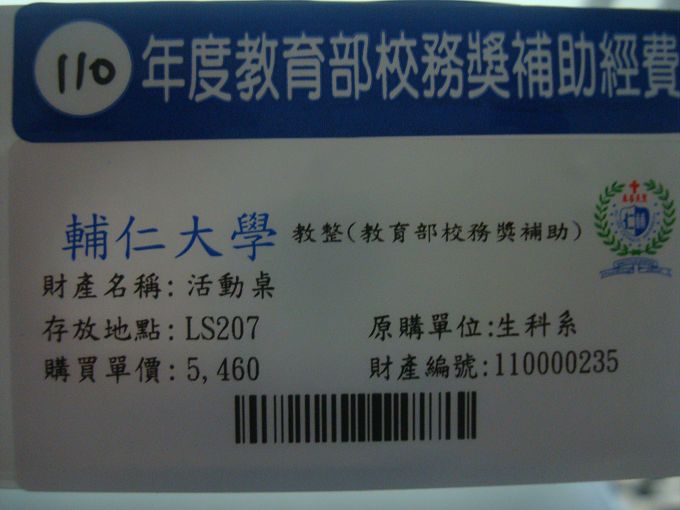 110 年度教育部校務獎補助經費
輔仁大學 教整(教育部校務獎補助)
財產名稱: 活動桌
存放地點: LS207 原購單位:生科系
購買單價: 5,460 財產編號:110000235